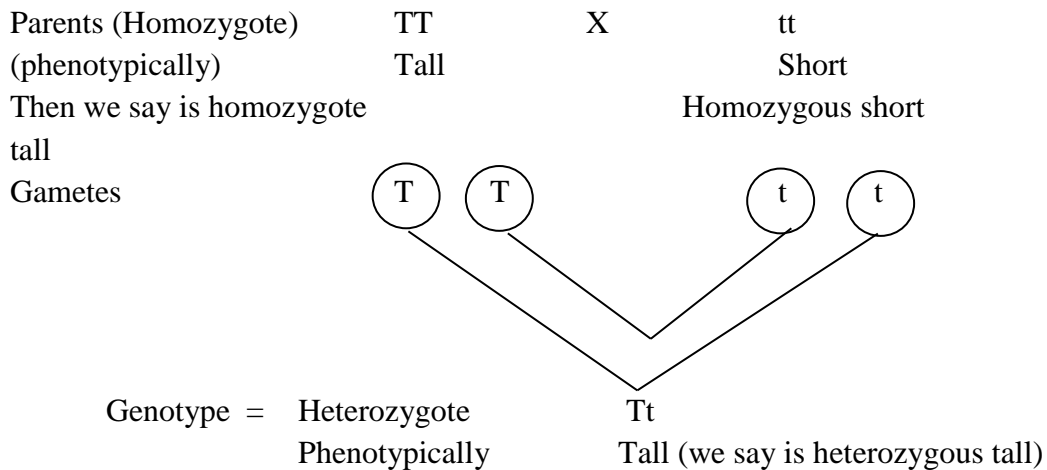 Parents (Homozygote) TT X tt
(phenotypically) Tall Short
Then we say is homozygote Homozygous short
tall
Gametes T T t t
Genotype = Heterozygote Tt
Phenotypically Tall (we say is heterozygous tall)